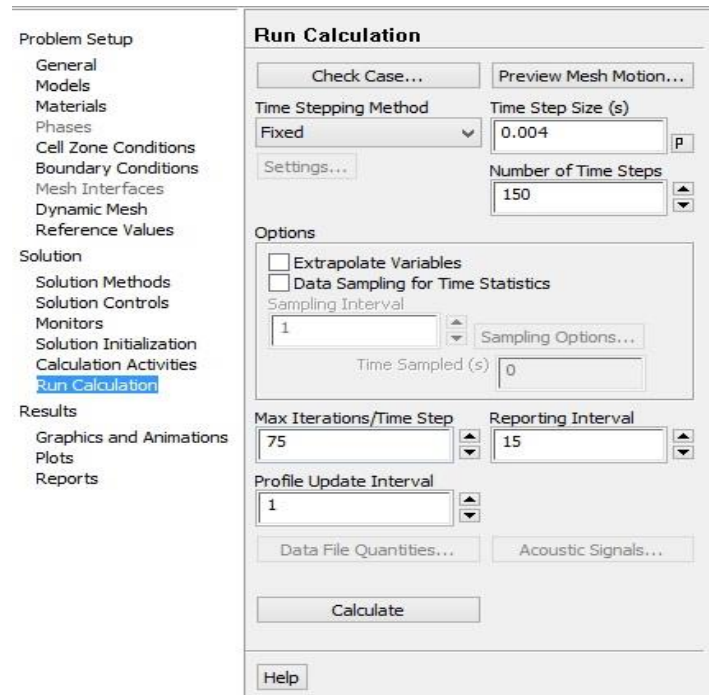 Problem Setup
General
Models
Materials
Phases
Cell Zone Conditions
Boundary Conditions
Mesh Interfaces
Dynamic Mesh
Reference Values
Solution
Solution Methods
Solution Controls
Monitors
Solution Initialization
Calculation Activities
Run Calculation
Results
Graphics and Animations
Plots
Reports
Run Calculation
Check Case... Preview Mesh Motion...
Time Stepping Method Time Step Size (s)
Fixed 0.004 P
Settings... Number of Time Steps
150
Options
Extrapolate Variables
Data Sampling for Time Statistics
Sampling Interval
1 Sampling Options...
Time Sampled (s) 0
Max Iterations/Time Step Reporting Interval
75 15
Profile Update Interval
1
Data File Quantities... Acoustic Signals...
Calculate
Help